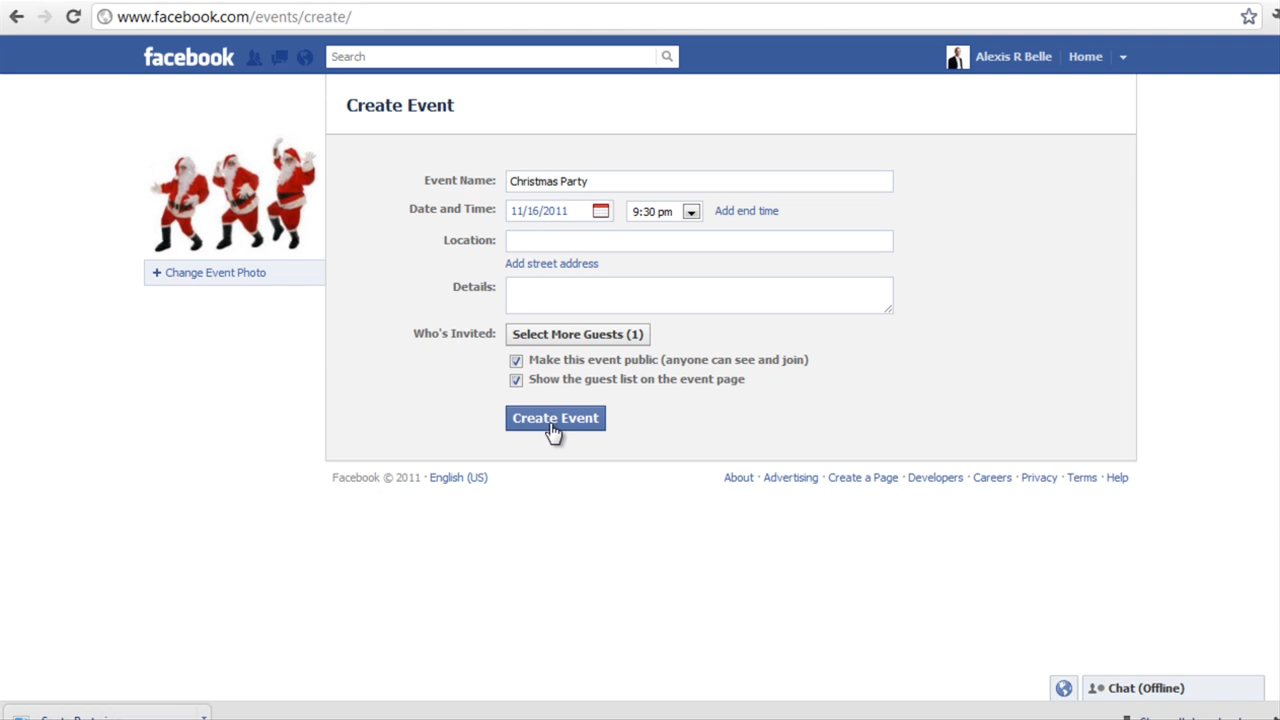 www.facebook.com/events/create/
facebook Search Alexis R Belle Home
Create Event
Event Name: Christmas Party
Date and Time: 11/16/2011 9:30 pm Add end time
Location:
Add street address
+ Change Event Photo
Details:
Who's Invited: Select More Guests (1)
Make this event public (anyone can see and join)
Show the guest list on the event page
Create Event
Facebook © 2011 · English (US) About · Advertising · Create a Page · Developers · Careers · Privacy · Terms · Help
Chat (Offline)